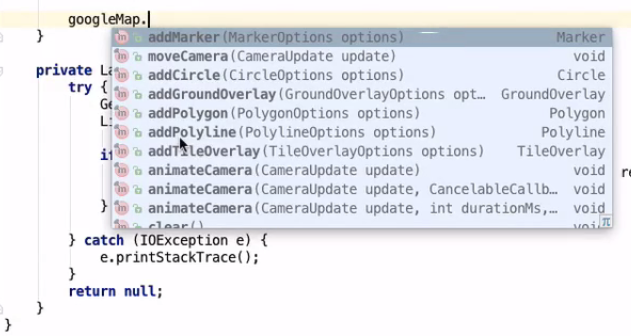 googleMap.
}
addMarker(MarkerOptions options) Marker
moveCamera(CameraUpdate update) void
private La
addCircle(CircleOptions options) Circle
try {
addGroundOverlay(GroundOverlayOptions opt… GroundOverlay
Ge
addPolygon(PolygonOptions options) Polygon
Li
addPolyline(PolylineOptions options) Polyline
if
addTileOverlay(TileOverlayOptions options) TileOverlay
animateCamera(CameraUpdate update) void
re
animateCamera(CameraUpdate update, CancelableCallb… void
}
animateCamera(CameraUpdate update, int durationMs,… void
clear() void
π
} catch (IOException e) {
e.printStackTrace();
}
return null;
}
}